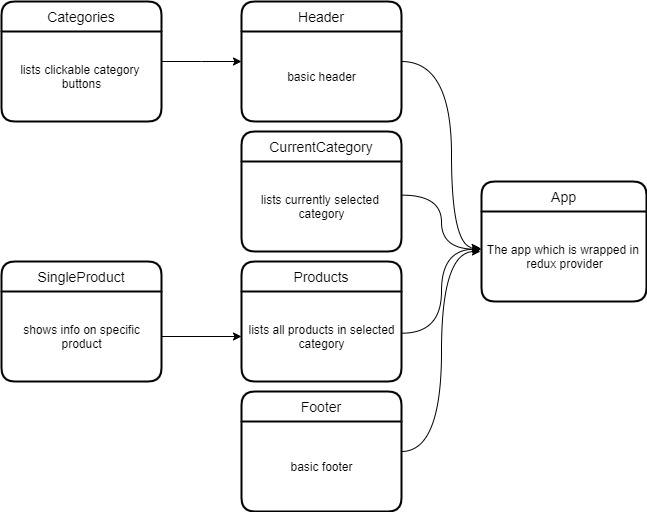 Categories
lists clickable category
buttons
Header
basic header
CurrentCategory
lists currently selected
category
App
The app which is wrapped in
redux provider
SingleProduct
shows info on specific
product
Products
lists all products in selected
category
Footer
basic footer